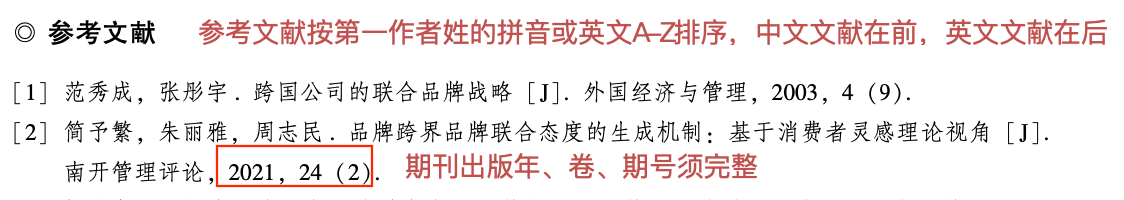 ◎ 参考文献 参考文献按第一作者姓的拼音或英文A-Z排序，中文文献在前，英文文献在后
［1］范秀成，张彤宇．跨国公司的联合品牌战略［J］．外国经济与管理，2003，4（9）．
［2］简予繁，朱丽雅，周志民．品牌跨界品牌联合态度的生成机制：基于消费者灵感理论视角［J］．
南开管理评论，2021，24（2）． 期刊出版年、卷、期号须完整